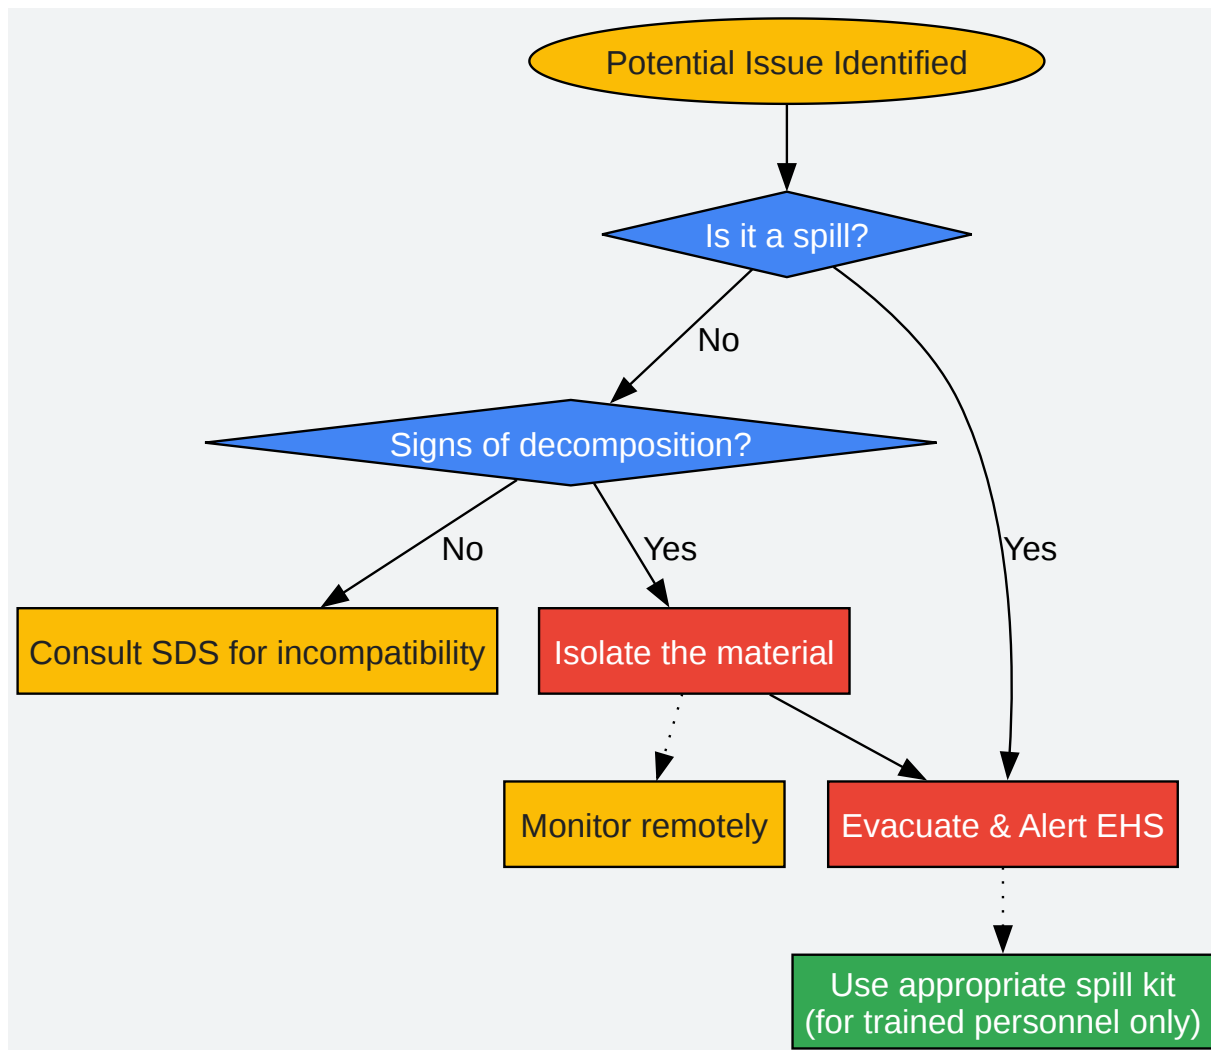 Potential Issue Identified
Is it a spill?
No
Signs of decomposition?
No
Yes
Yes
Consult SDS for incompatibility
Isolate the material
Monitor remotely
Evacuate & Alert EHS
Use appropriate spill kit
(for trained personnel only)